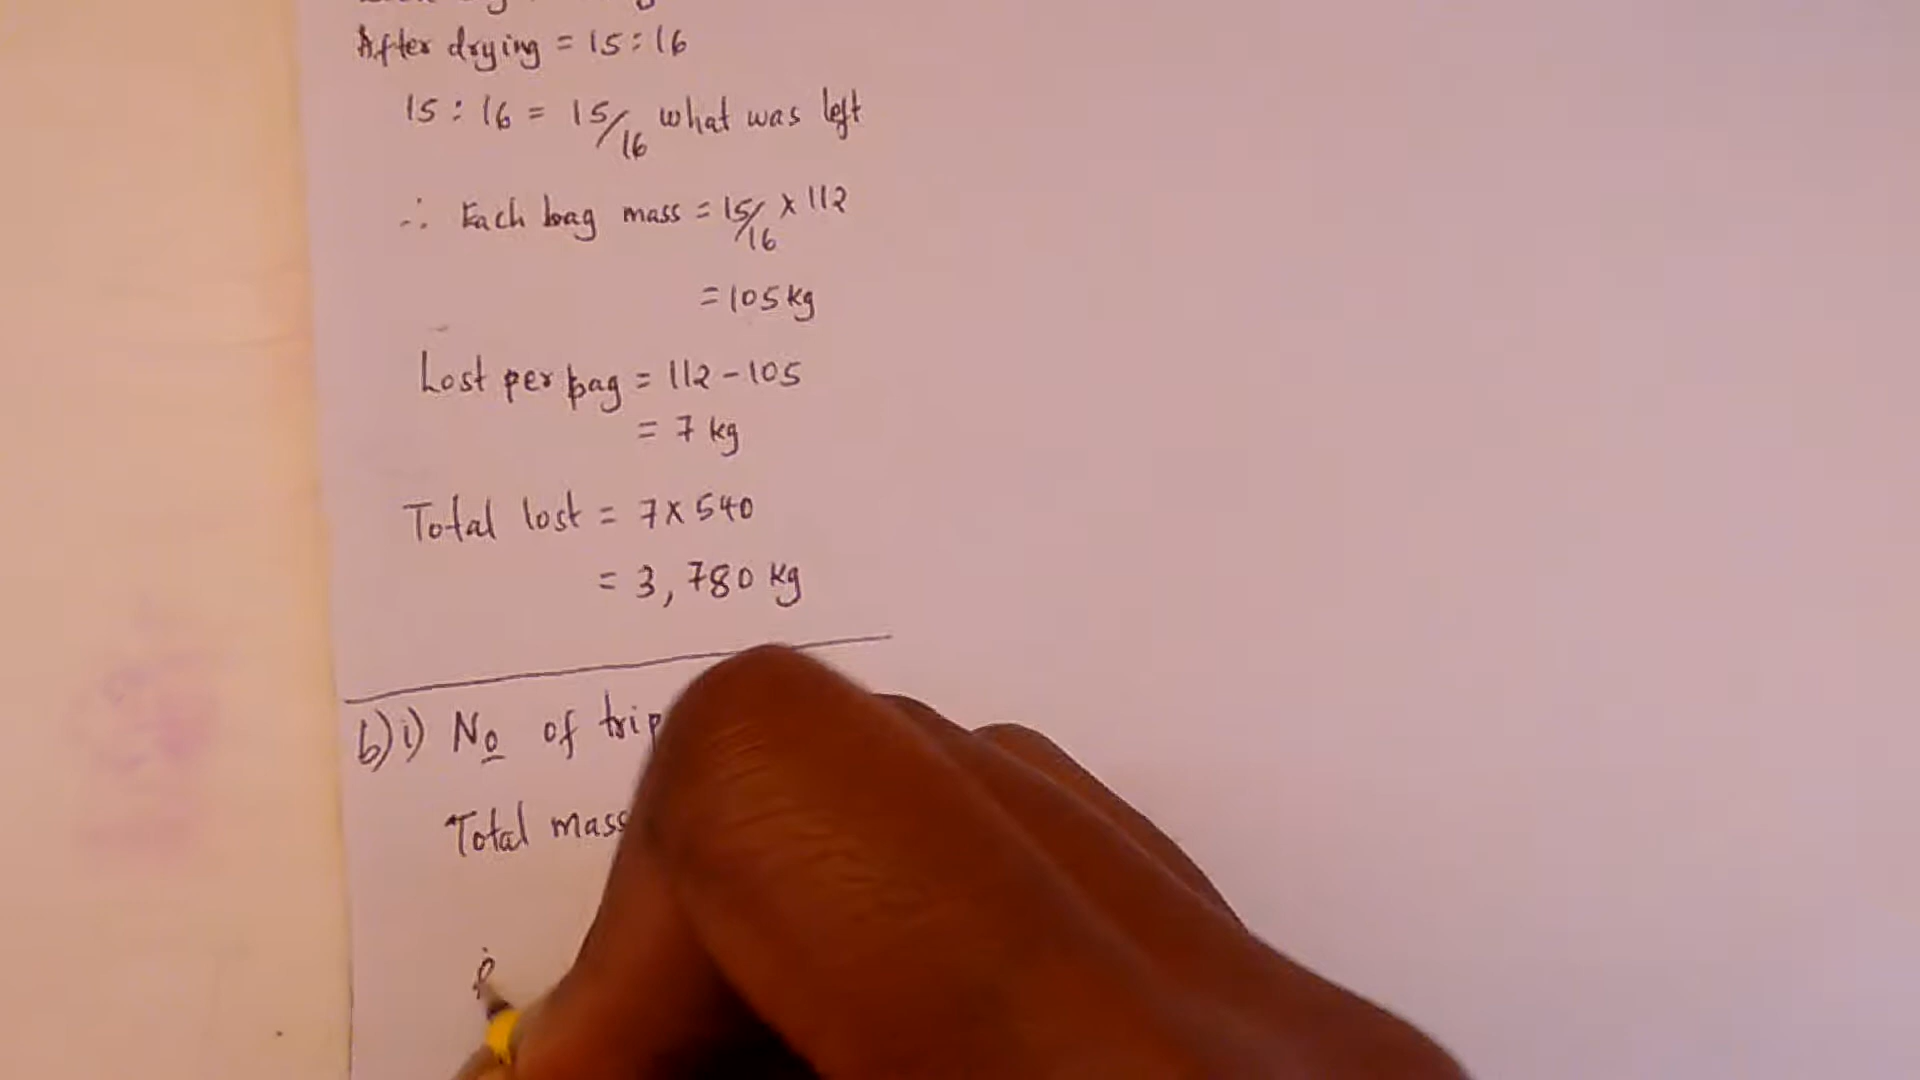 After drying = 15 : 16
15 : 16 = 15/16 what was left
∴ Each bag mass = 15/16 x 112
= 105 kg
Lost per bag = 112 - 105
= 7 kg
Total lost = 7 x 540
= 3, 780 kg
b) i) No of trip
Total mass